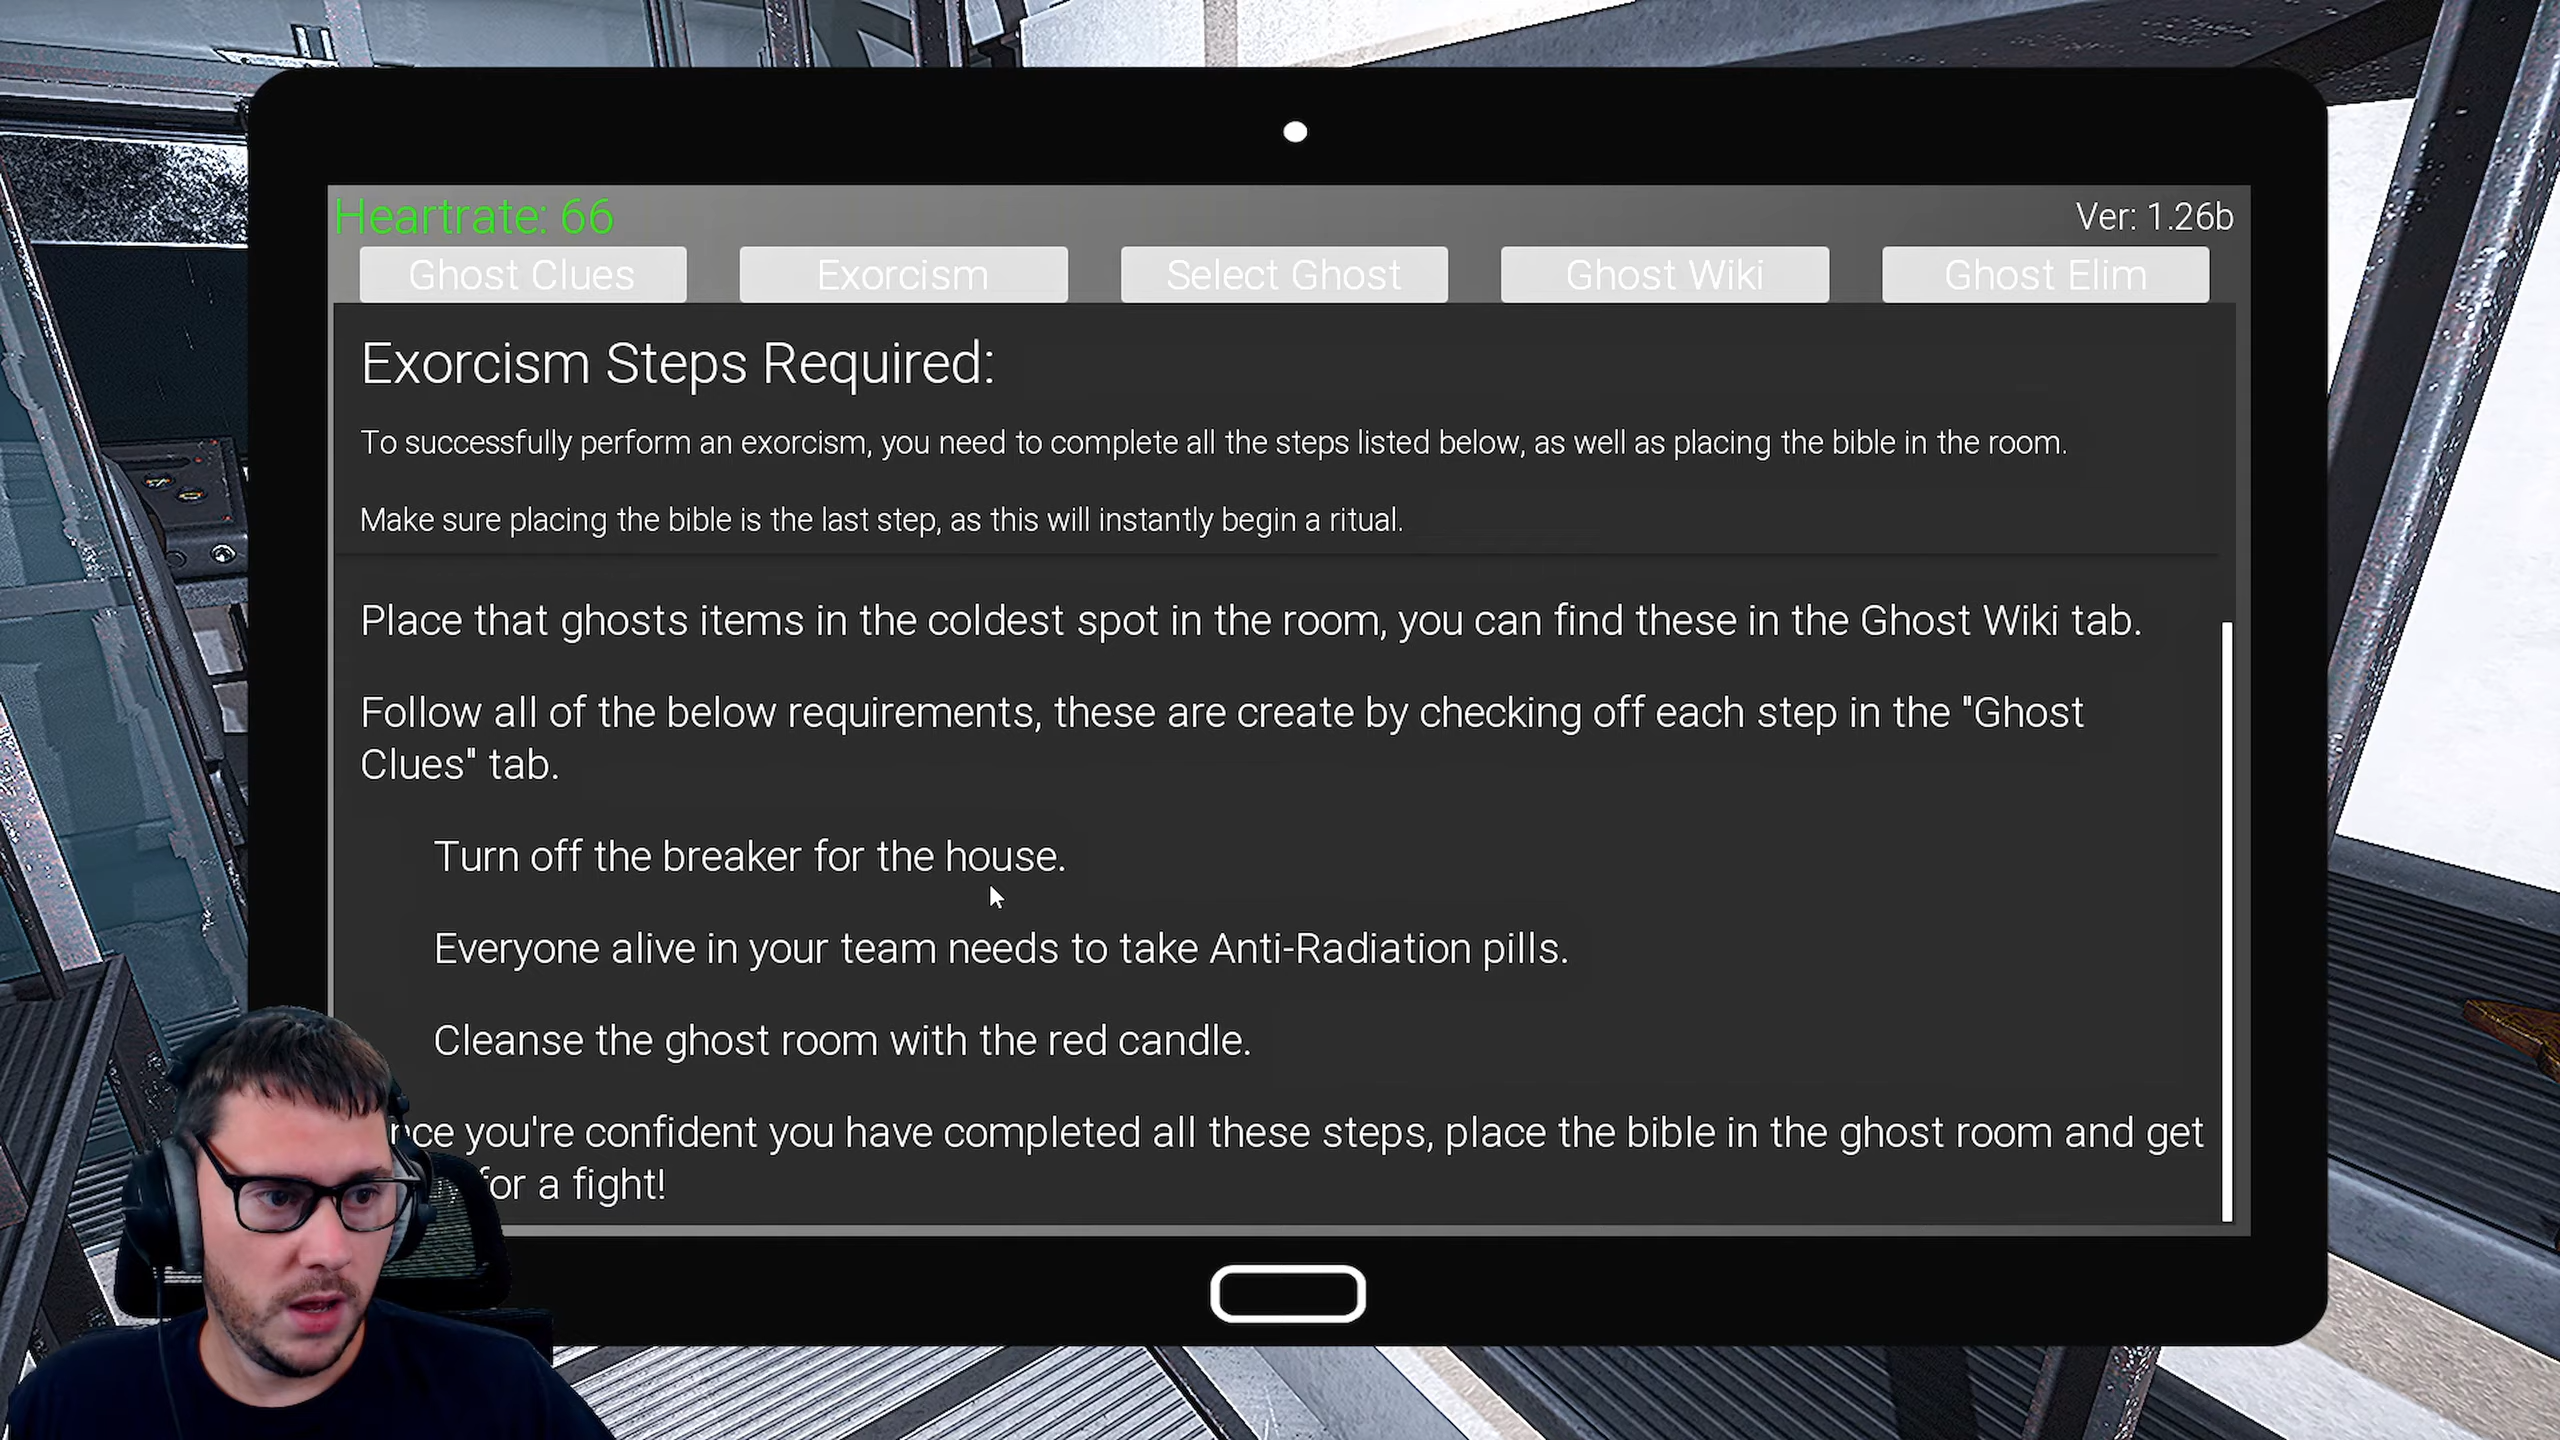 Heartrate: 66
Ver: 1.26b
Ghost Clues
Exorcism
Select Ghost
Ghost Wiki
Ghost Elim
Exorcism Steps Required:
To successfully perform an exorcism, you need to complete all the steps listed below, as well as placing the bible in the room.
Make sure placing the bible is the last step, as this will instantly begin a ritual.
Place that ghosts items in the coldest spot in the room, you can find these in the Ghost Wiki tab.
Follow all of the below requirements, these are create by checking off each step in the "Ghost
Clues" tab.
Turn off the breaker for the house.
Everyone alive in your team needs to take Anti-Radiation pills.
Cleanse the ghost room with the red candle.
you're confident you have completed all these steps, place the bible in the ghost room and get
for a fight!